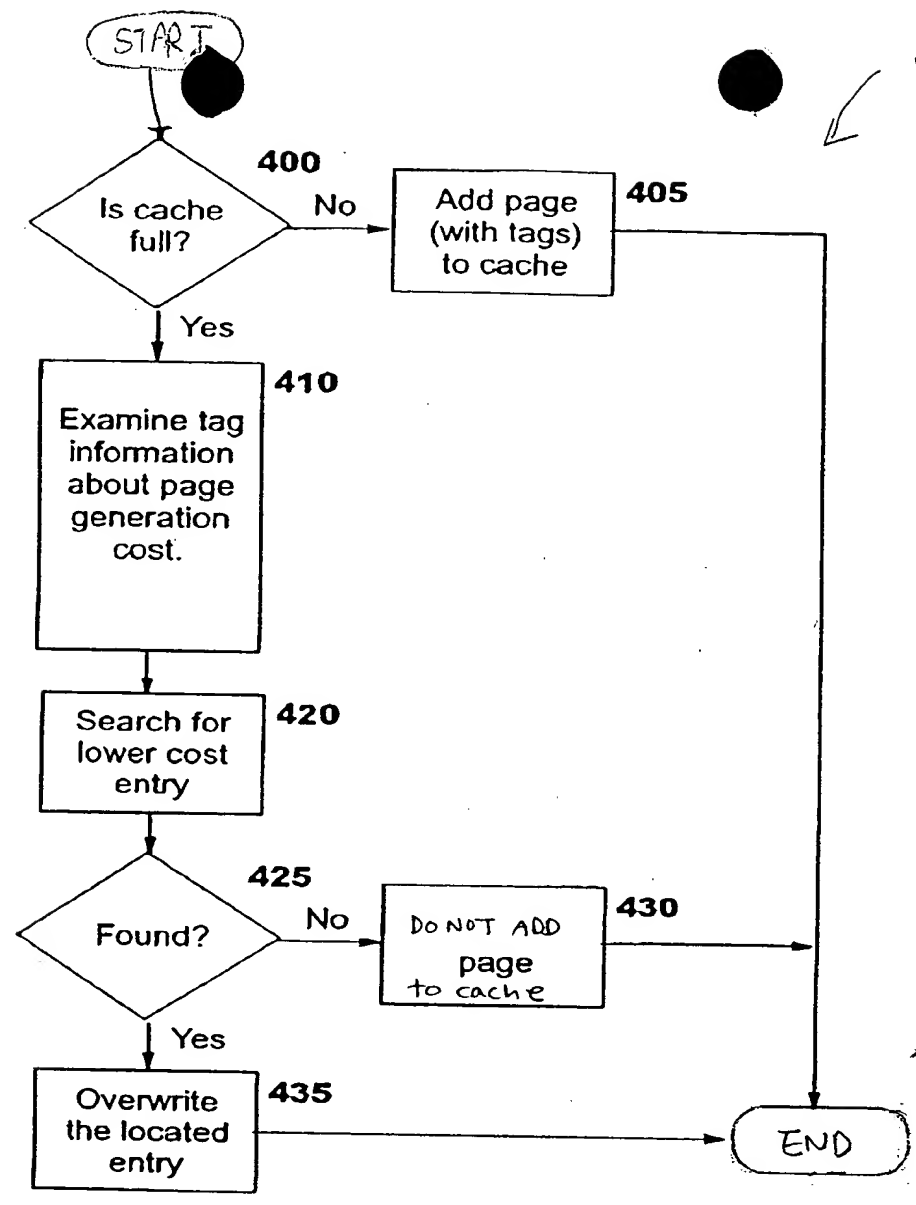 START
400
Is cache
full?
No
Add page
(with tags)
to cache
405
Yes
410
Examine tag
information
about page
generation
cost.
Search for
lower cost
entry
420
425
Found?
No
DO NOT ADD
page
to cache
430
Yes
Overwrite
the located
entry
435
END